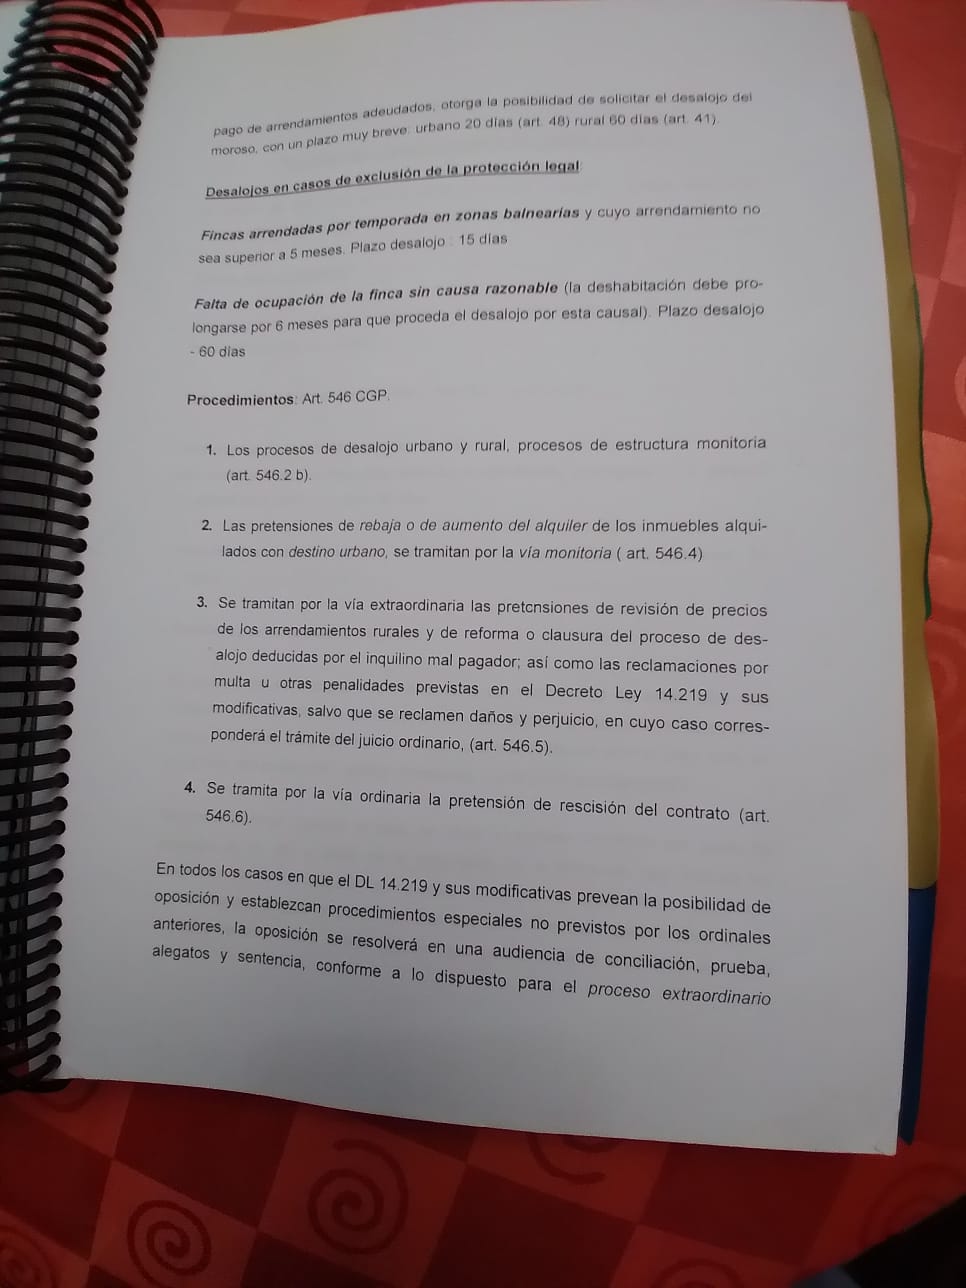 pago de arrendamientos adeudados, otorga la posibilidad de solicitar el desalojo del
moroso, con un plazo muy breve: urbano 20 días (art. 48) rural 60 días (art. 41).
Desalojos en casos de exclusión de la protección legal
Fincas arrendadas por temporada en zonas balnearias y cuyo arrendamiento no
sea superior a 5 meses. Plazo desalojo : 15 días
Falta de ocupación de la finca sin causa razonable (la deshabitación debe pro-
longarse por 6 meses para que proceda el desalojo por esta causal). Plazo desalojo
- 60 días
Procedimientos: Art. 546 CGP.
1. Los procesos de desalojo urbano y rural, procesos de estructura monitoria
(art. 546.2 b).
2. Las pretensiones de rebaja o de aumento del alquiler de los inmuebles alqui-
lados con destino urbano, se tramitan por la vía monitoria ( art. 546.4)
3. Se tramitan por la vía extraordinaria las pretcnsiones de revisión de precios
de los arrendamientos rurales y de reforma o clausura del proceso de des-
alojo deducidas por el inquilino mal pagador; así como las reclamaciones por
multa u otras penalidades previstas en el Decreto Ley 14.219 y sus
modificativas, salvo que se reclamen daños y perjuicio, en cuyo caso corres-
ponderá el trámite del juicio ordinario, (art. 546.5).
4. Se tramita por la vía ordinaria la pretensión de rescisión del contrato (art.
546.6).
En todos los casos en que el DL 14.219 y sus modificativas prevean la posibilidad de
oposición y establezcan procedimientos especiales no previstos por los ordinales
anteriores, la oposición se resolverá en una audiencia de conciliación, prueba,
alegatos y sentencia, conforme a lo dispuesto para el proceso extraordinario